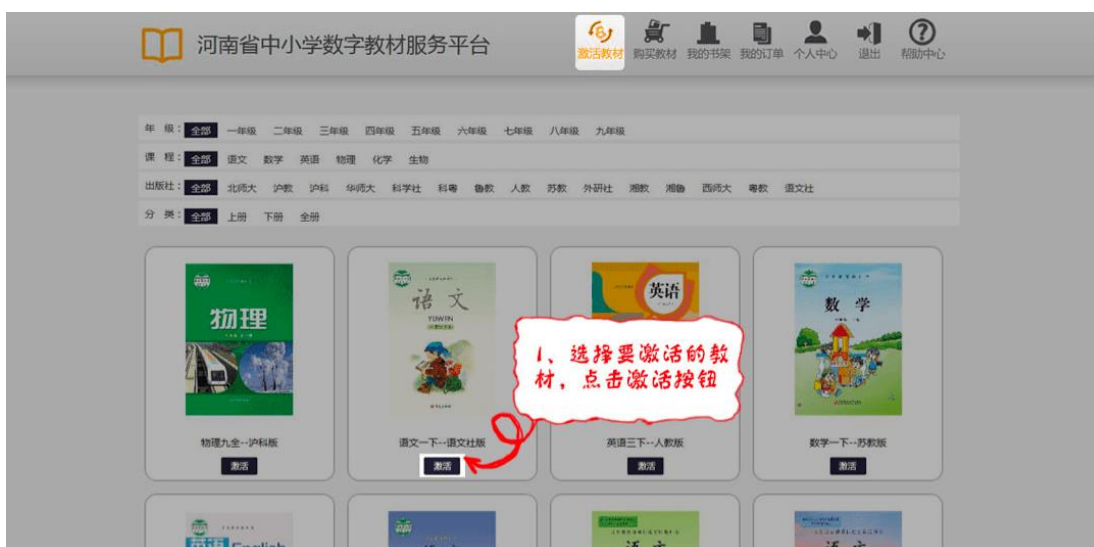 河南省中小学数字教材服务平台
激活教材 购买教材 我的书架 我的订单 个人中心 退出 帮助中心
年 级： 全部 一年级 二年级 三年级 四年级 五年级 六年级 七年级 八年级 九年级
课 程： 全部 语文 数学 英语 物理 化学 生物
出版社： 全部 北师大 沪教 沪科 华师大 科学社 科粤 鲁教 人教 苏教 外研社 湘教 湘鲁 西师大 粤教 语文社
分 类： 全部 上册 下册 全册
物理
语文
YUWEN
英语
数学
1、选择要激活的教
材，点击激活按钮
物理九全--沪科版
语文一下--语文社版
英语三下--人教版
数学一下--苏教版
激活
激活
激活
激活
英语 English
语文
语文